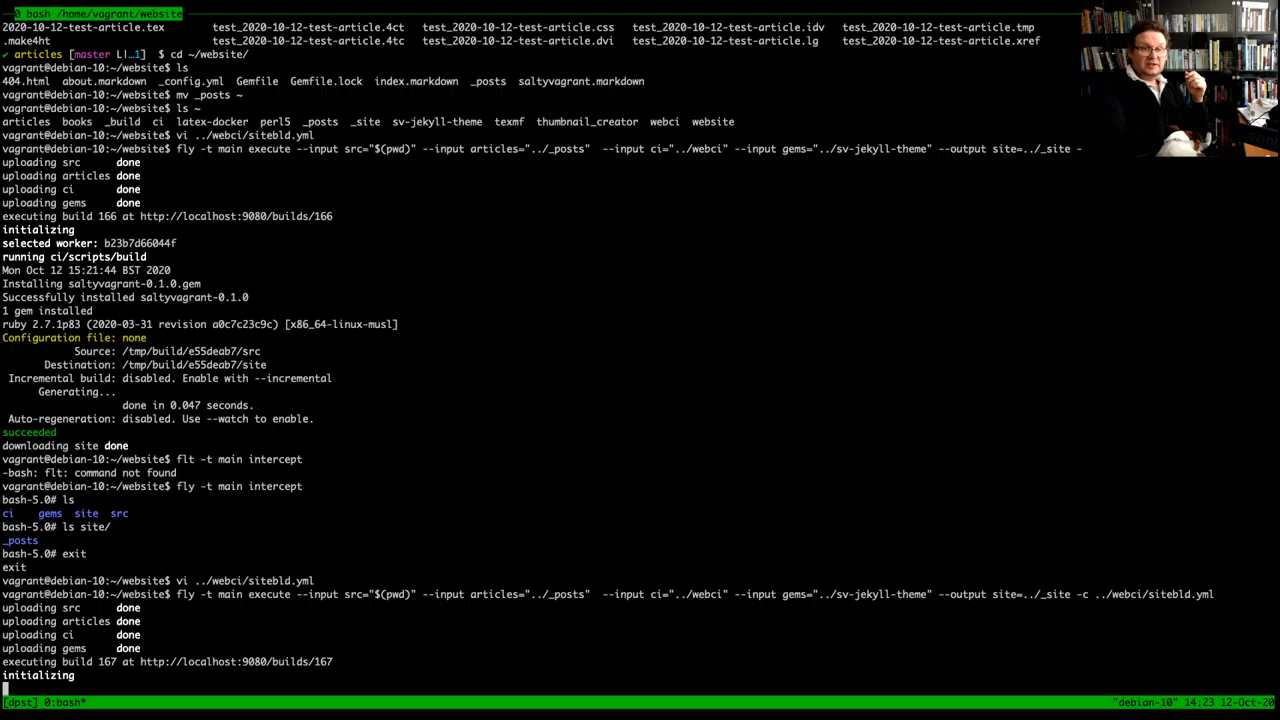 0 bash /home/vagrant/website
2020-10-12-test-article.tex test_2020-10-12-test-article.4ct test_2020-10-12-test-article.css test_2020-10-12-test-article.idv test_2020-10-12-test-article.tmp
.make4ht test_2020-10-12-test-article.4tc test_2020-10-12-test-article.dvi test_2020-10-12-test-article.lg test_2020-10-12-test-article.xref
✔ articles [master L|…1] $ cd ~/website/
vagrant@debian-10:~/website$ ls
404.html about.markdown _config.yml Gemfile Gemfile.lock index.markdown _posts saltyvagrant.markdown
vagrant@debian-10:~/website$ mv _posts ~
vagrant@debian-10:~/website$ ls ~
articles books _build ci latex-docker perl5 _posts _site sv-jekyll-theme texmf thumbnail_creator webci website
vagrant@debian-10:~/website$ vi ../webci/sitebld.yml
vagrant@debian-10:~/website$ fly -t main execute --input src="$(pwd)" --input articles="../_posts" --input ci="../webci" --input gems="../sv-jekyll-theme" --output site=../_site -
uploading src done
uploading articles done
uploading ci done
uploading gems done
executing build 166 at http://localhost:9080/builds/166
initializing
selected worker: b23b7d66044f
running ci/scripts/build
Mon Oct 12 15:21:44 BST 2020
Installing saltyvagrant-0.1.0.gem
Successfully installed saltyvagrant-0.1.0
1 gem installed
ruby 2.7.1p83 (2020-03-31 revision a0c7c23c9c) [x86_64-linux-musl]
Configuration file: none
Source: /tmp/build/e55deab7/src
Destination: /tmp/build/e55deab7/site
Incremental build: disabled. Enable with --incremental
Generating...
done in 0.047 seconds.
Auto-regeneration: disabled. Use --watch to enable.
succeeded
downloading site done
vagrant@debian-10:~/website$ flt -t main intercept
-bash: flt: command not found
vagrant@debian-10:~/website$ fly -t main intercept
bash-5.0# ls
ci gems site src
bash-5.0# ls site/
_posts
bash-5.0# exit
exit
vagrant@debian-10:~/website$ vi ../webci/sitebld.yml
vagrant@debian-10:~/website$ fly -t main execute --input src="$(pwd)" --input articles="../_posts" --input ci="../webci" --input gems="../sv-jekyll-theme" --output site=../_site -c ../webci/sitebld.yml
uploading src done
uploading articles done
uploading ci done
uploading gems done
executing build 167 at http://localhost:9080/builds/167
initializing
[dpst] 0:bash* "debian-10" 14:23 12-Oct-20